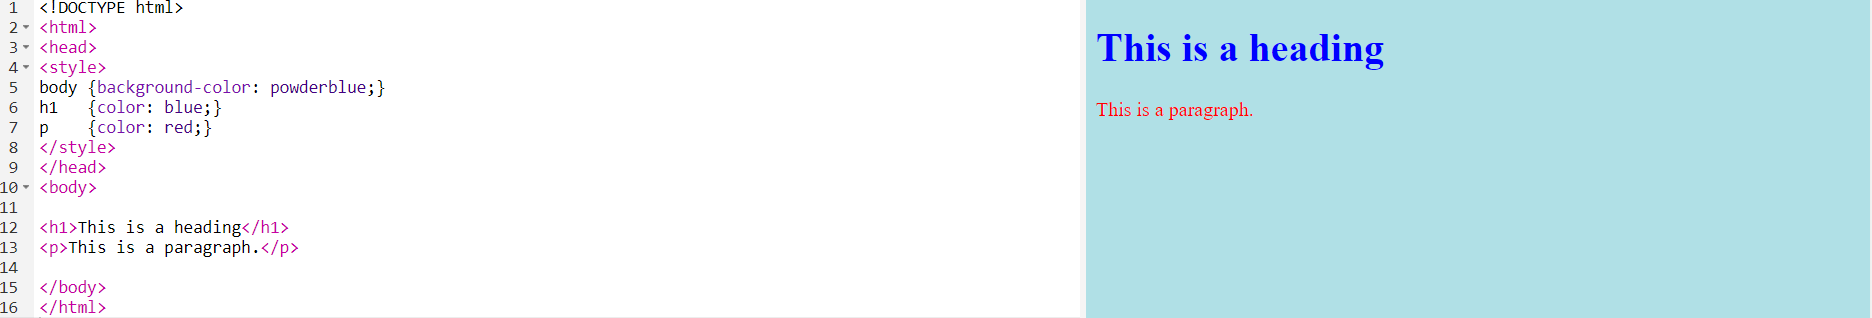 1 <!DOCTYPE html>
2 <html>
3 <head>
4 <style>
5 body {background-color: powderblue;}
6 h1   {color: blue;}
7 p    {color: red;}
8 </style>
9 </head>
10 <body>
11
12 <h1>This is a heading</h1>
13 <p>This is a paragraph.</p>
14
15 </body>
16 </html>
This is a heading
This is a paragraph.